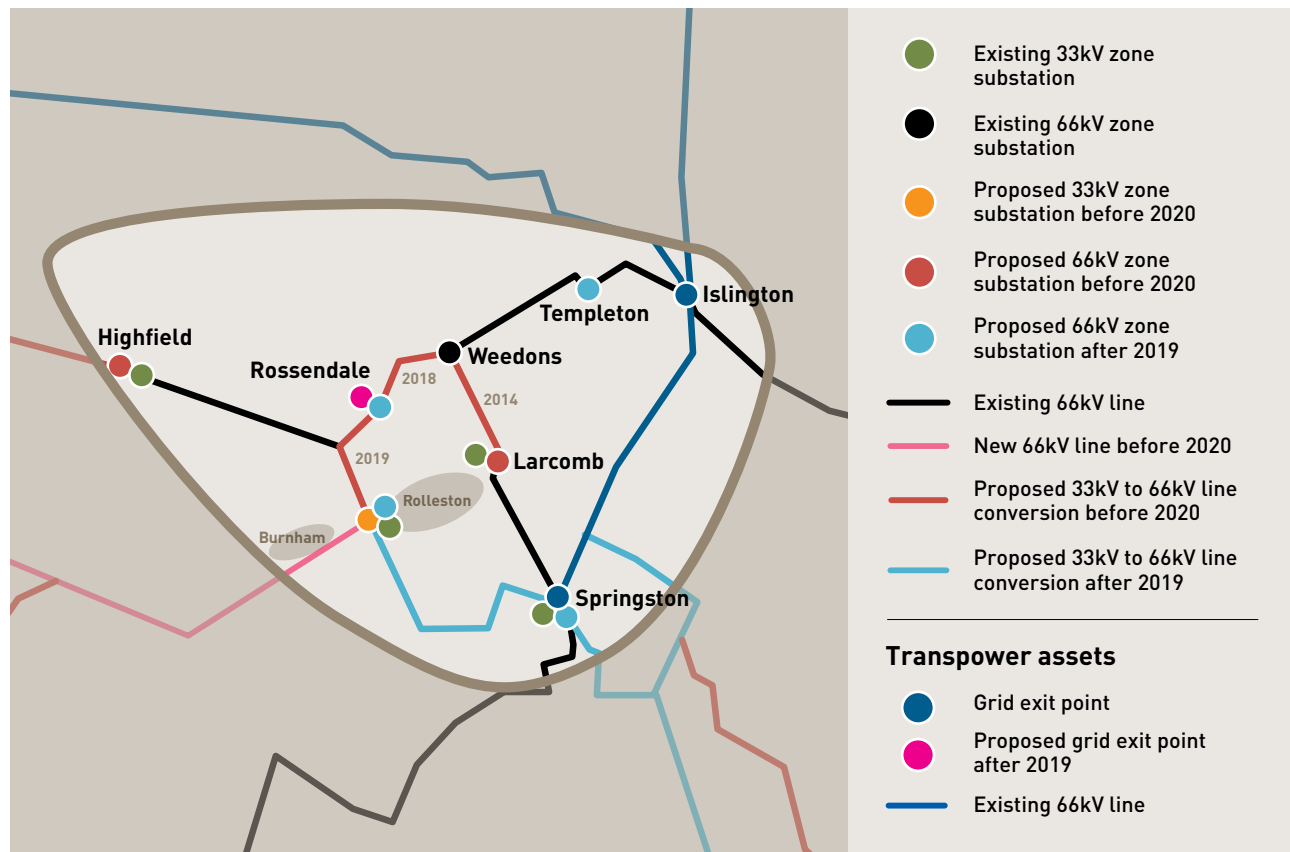 Highfield
Rossendale
Weedons
Templeton
Islington
2018
2014
2019
Larcomb
Rolleston
Burnham
Springston
Existing 33kV zone
substation
Existing 66kV zone
substation
Proposed 33kV zone
substation before 2020
Proposed 66kV zone
substation before 2020
Proposed 66kV zone
substation after 2019
Existing 66kV line
New 66kV line before 2020
Proposed 33kV to 66kV line
conversion before 2020
Proposed 33kV to 66kV line
conversion after 2019
Transpower assets
Grid exit point
Proposed grid exit point
after 2019
Existing 66kV line